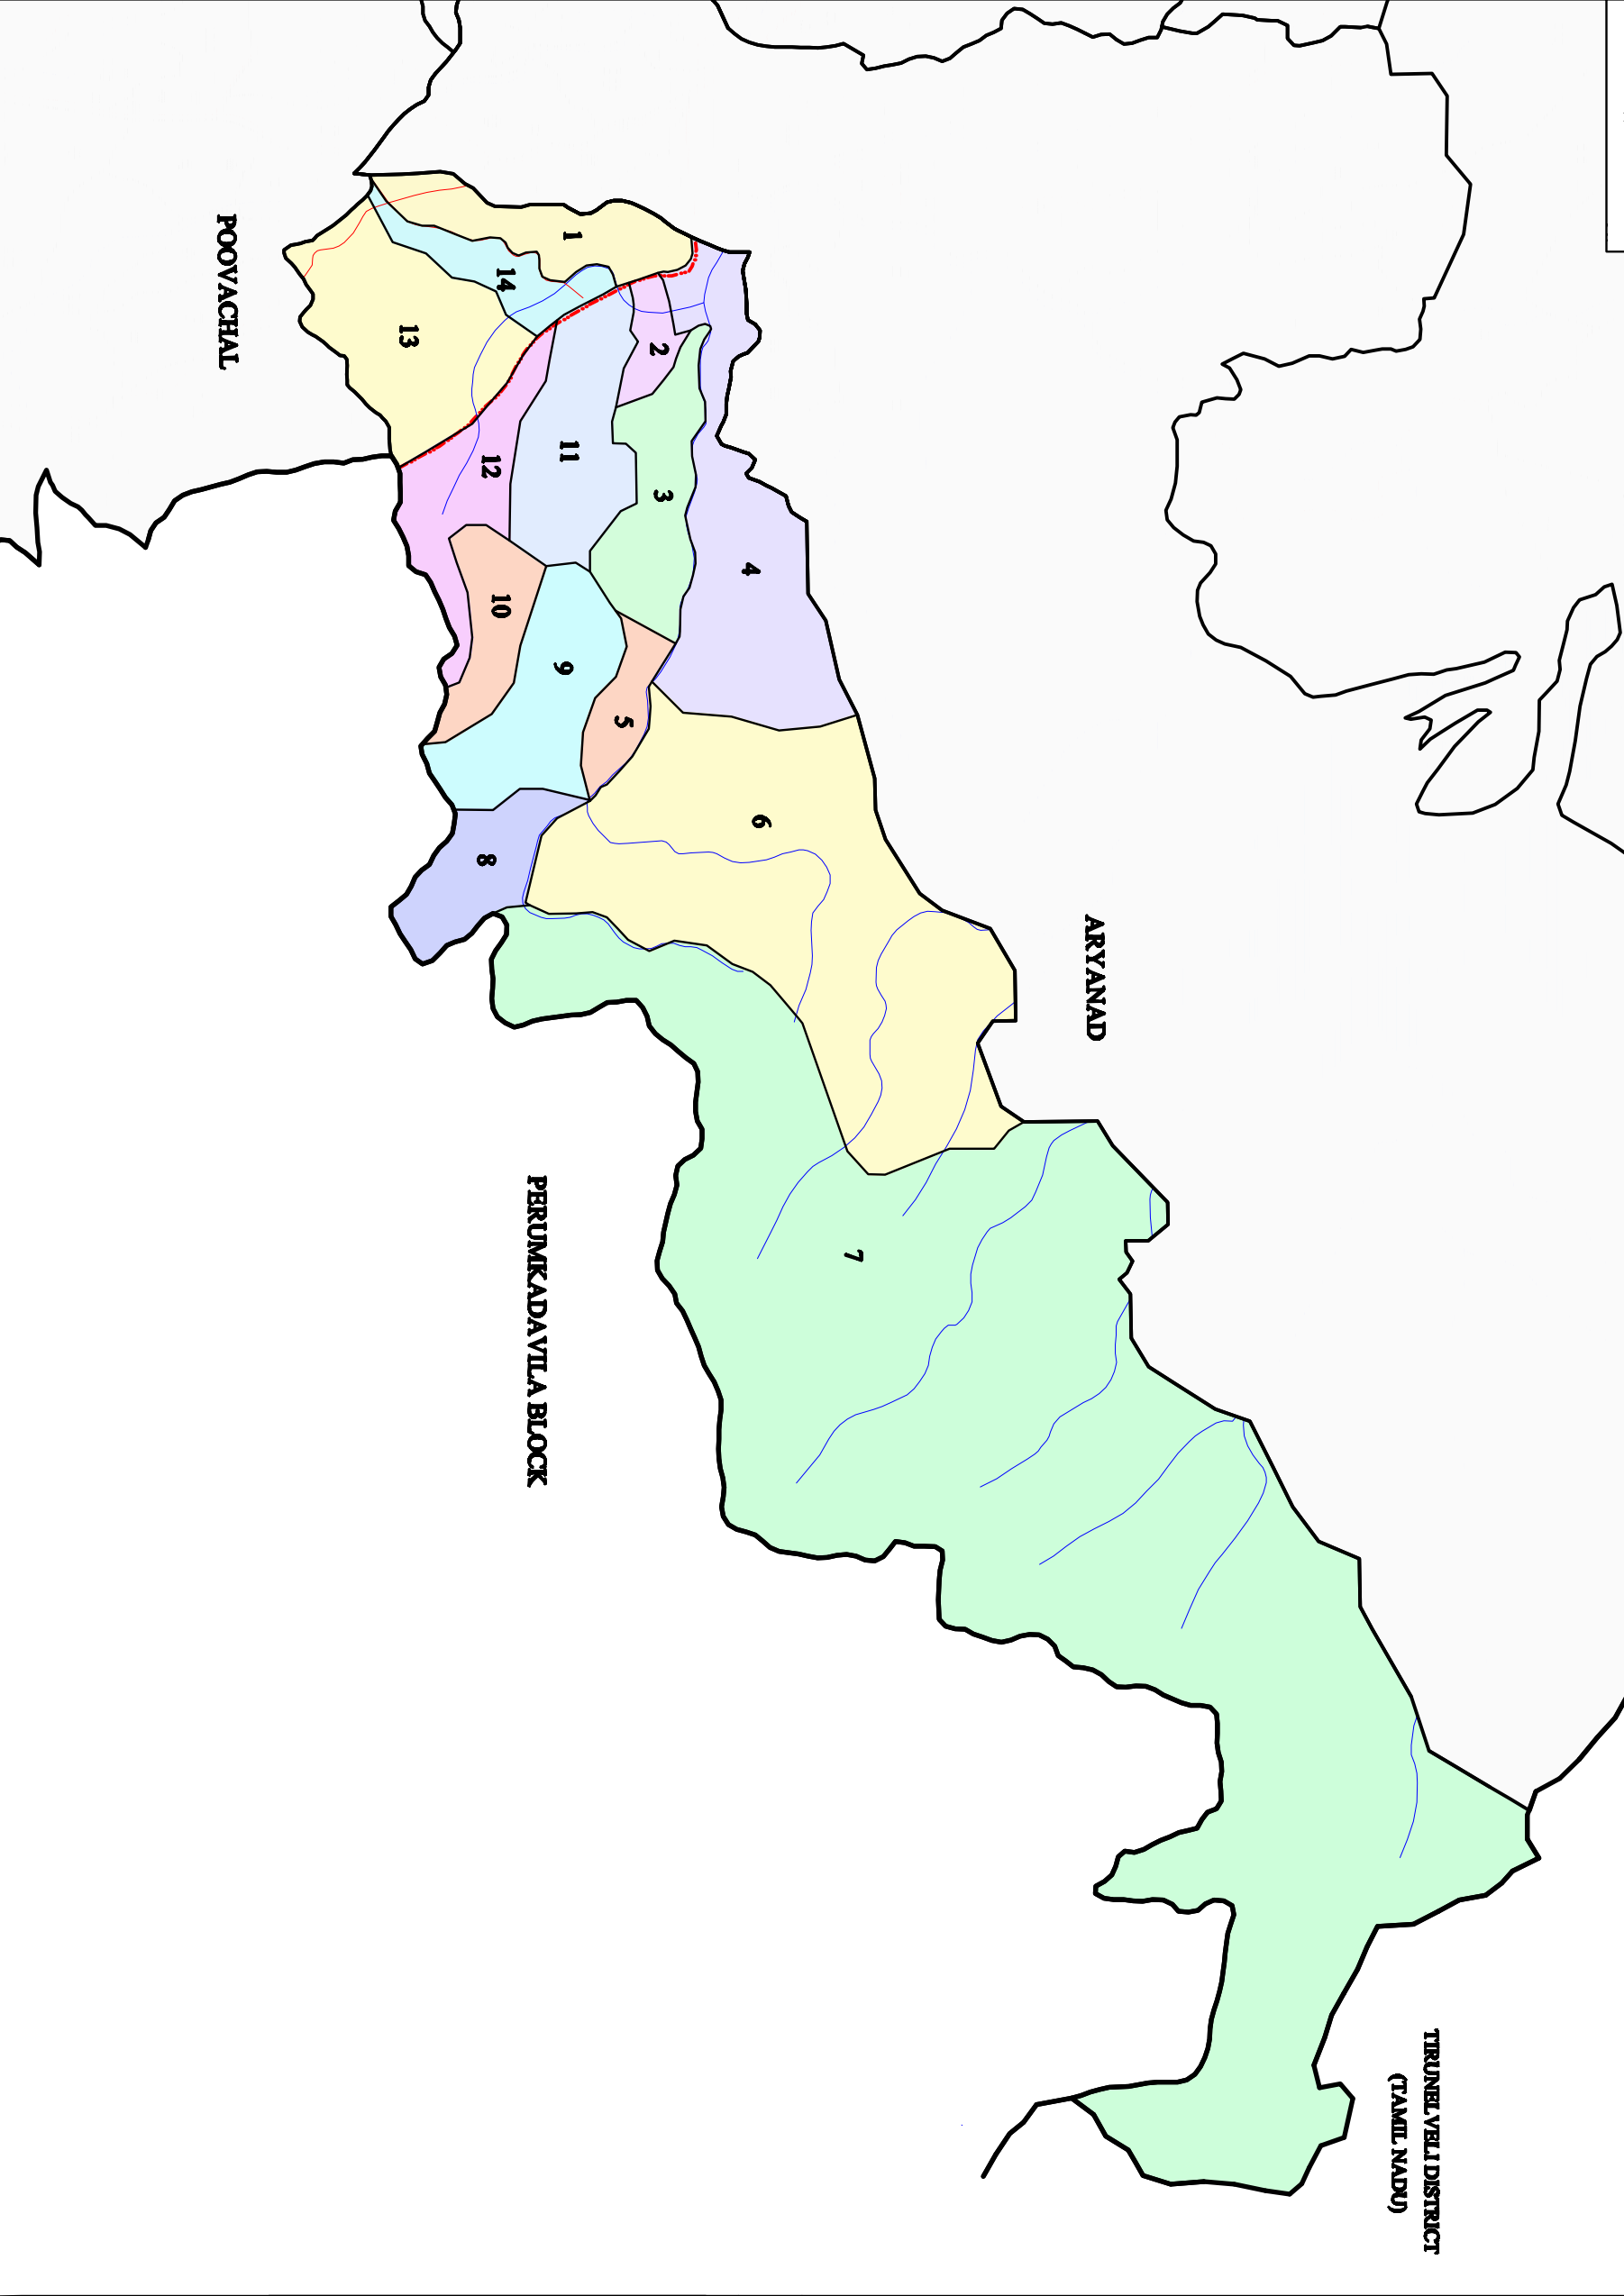 ARYANAD
TIRUNELVELI DISTRICT
(TAMIL NADU)
POOVACHAL
PERUMKADAVILA BLOCK
1
2
3
4
5
6
7
8
9
10
11
12
13
14